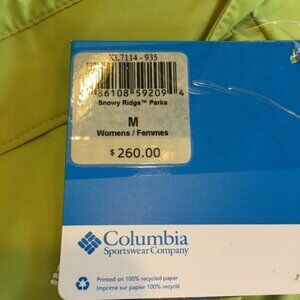 XL7114 - 935
86108 59209 4
Snowy Ridge™ Parka
M
Womens / Femmes
$ 260.00
Columbia
Sportswear Company
Printed on 100% recycled paper
Imprimé sur papier 100% recyclé